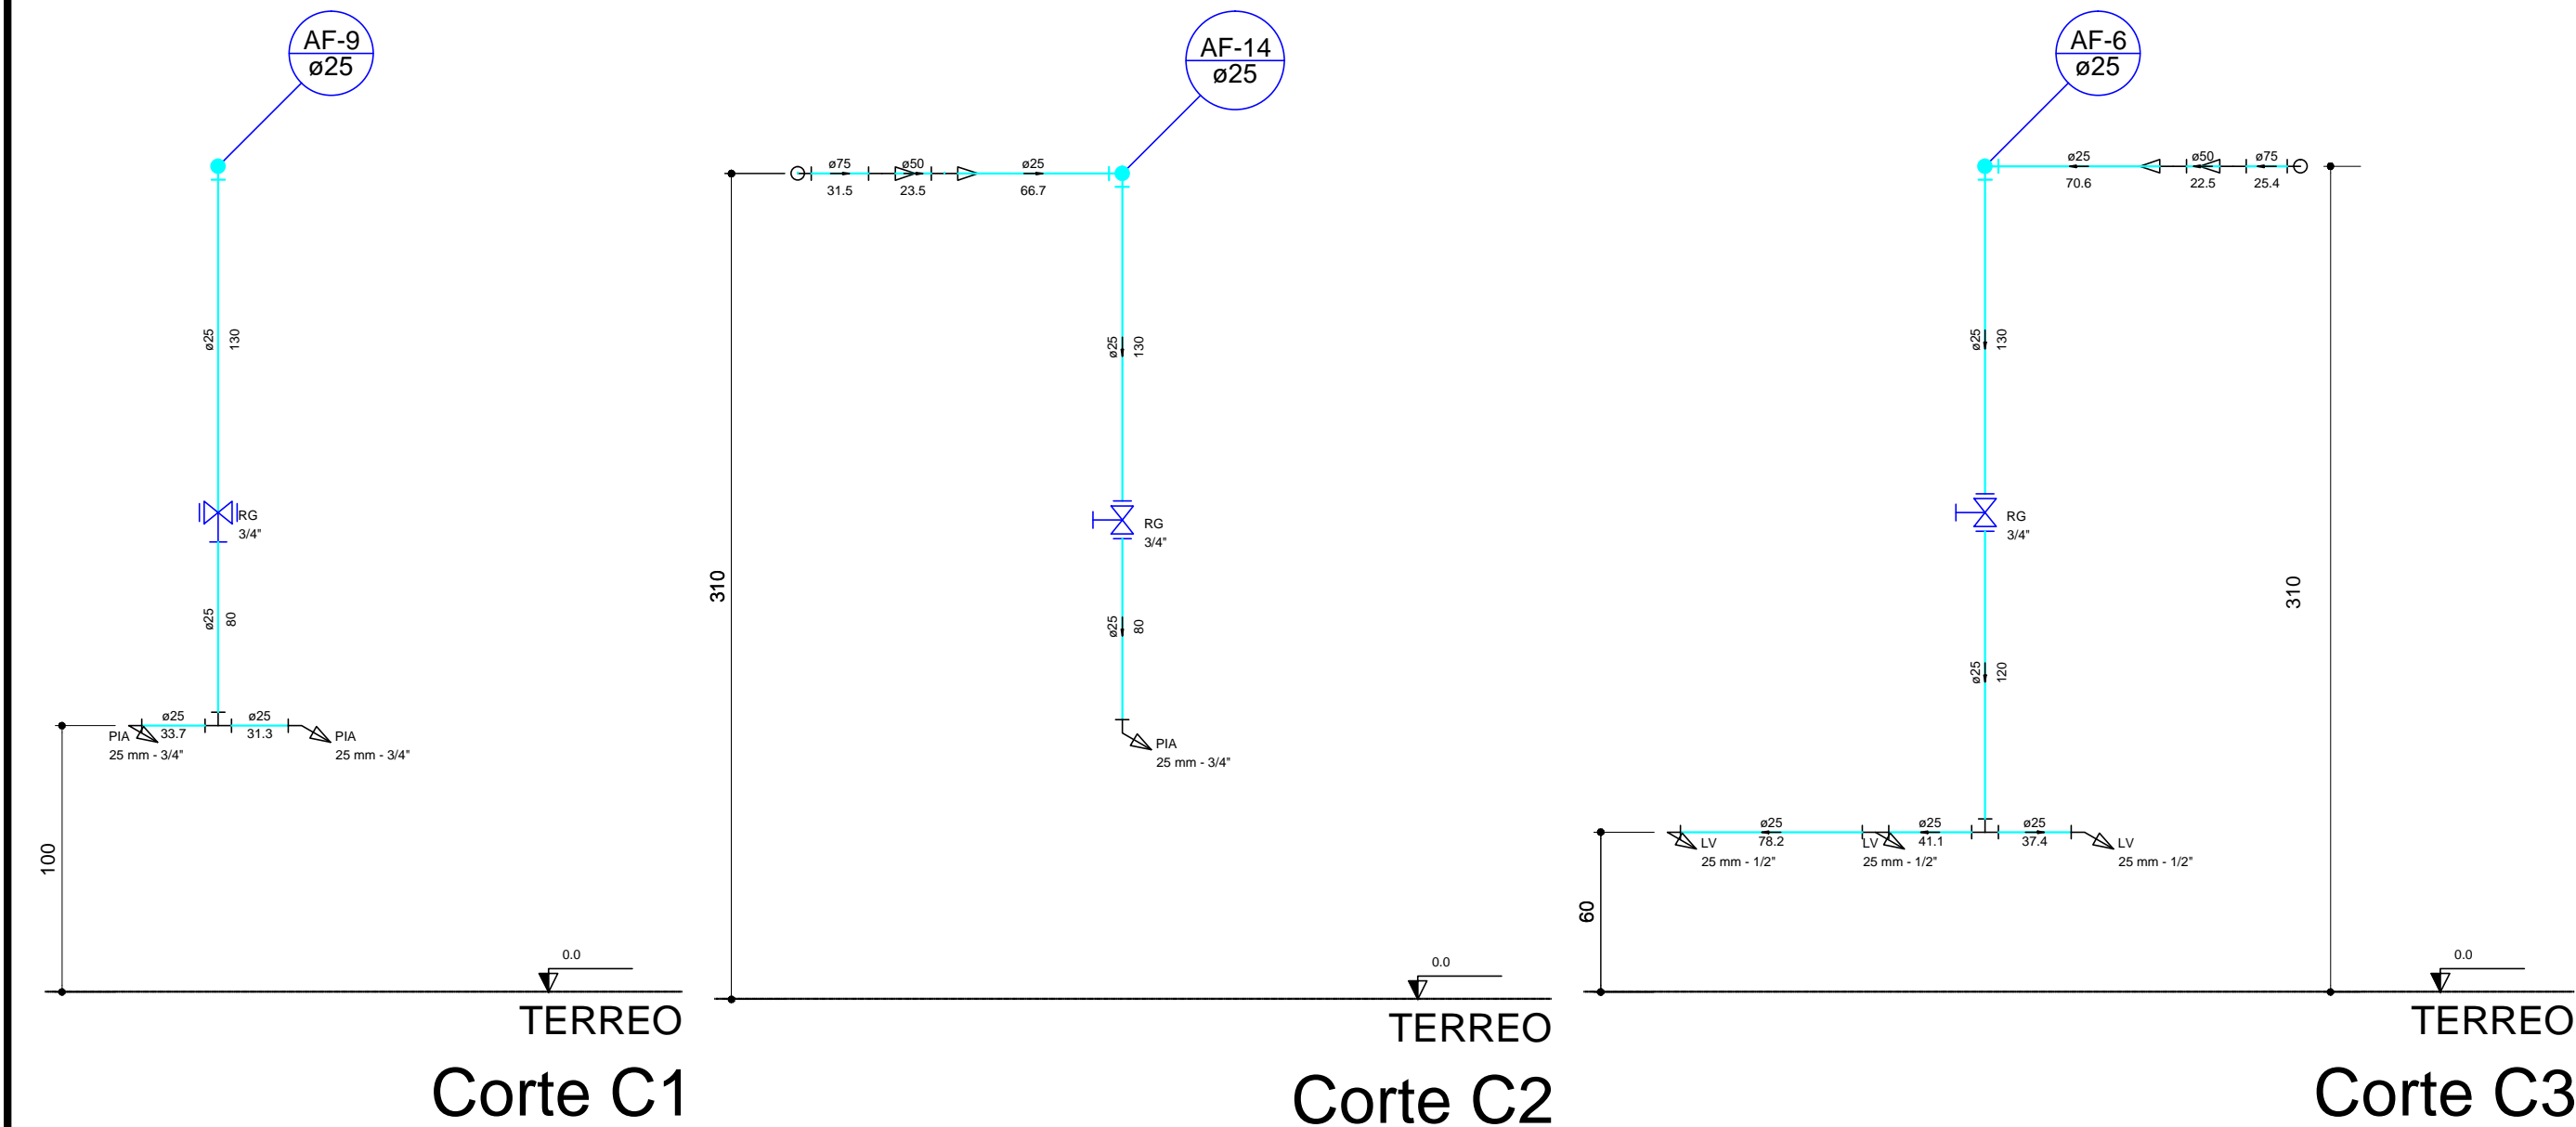 AF-9
ø25
ø25
130
RG
3/4"
ø25
80
ø25
33.7
ø25
31.3
PIA
25 mm - 3/4"
PIA
25 mm - 3/4"
100
0.0
TERREO
Corte C1
AF-14
ø25
ø75
31.5
ø50
23.5
ø25
66.7
ø25
130
310
RG
3/4"
ø25
80
PIA
25 mm - 3/4"
0.0
TERREO
Corte C2
AF-6
ø25
ø25
70.6
ø50
22.5
ø75
25.4
ø25
130
RG
3/4"
310
ø25
120
ø25
78.2
ø25
41.1
ø25
37.4
LV
25 mm - 1/2"
LV
25 mm - 1/2"
LV
25 mm - 1/2"
60
0.0
TERREO
Corte C3